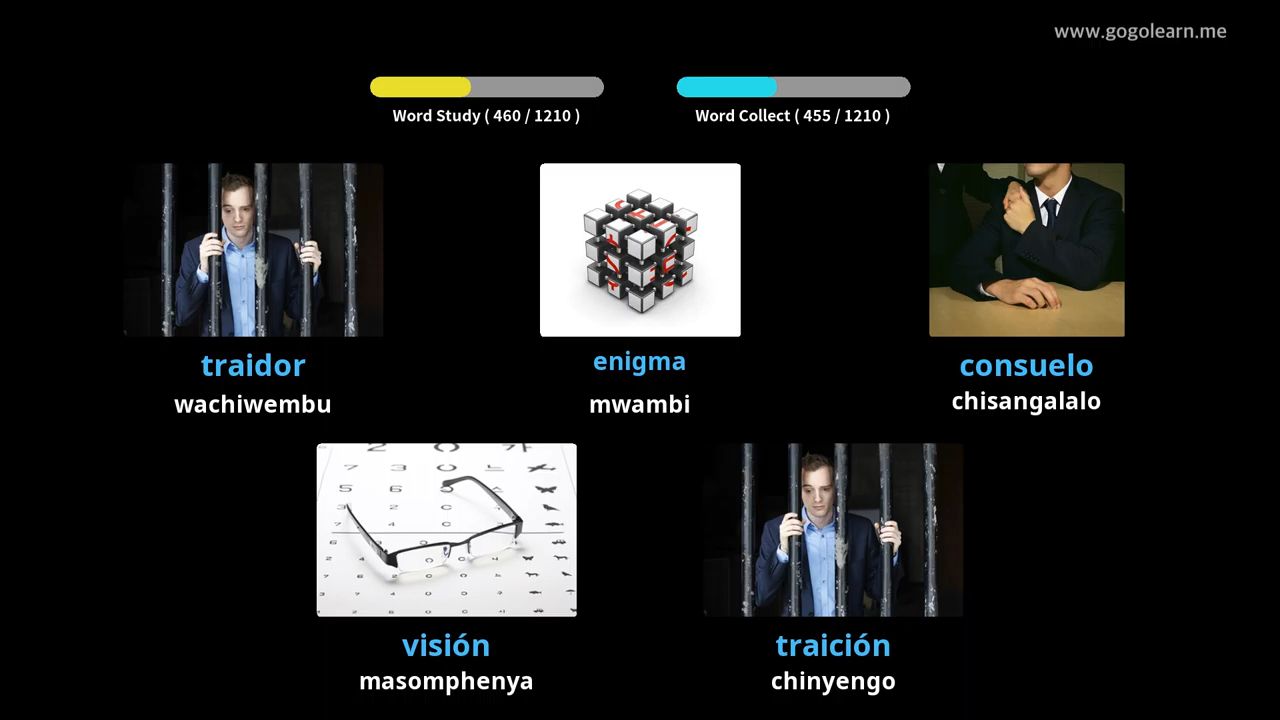 www.gogolearn.me
Word Study ( 460 / 1210 )
Word Collect ( 455 / 1210 )
traidor
wachiwembu
enigma
mwambi
consuelo
chisangalalo
visión
masomphenya
traición
chinyengo